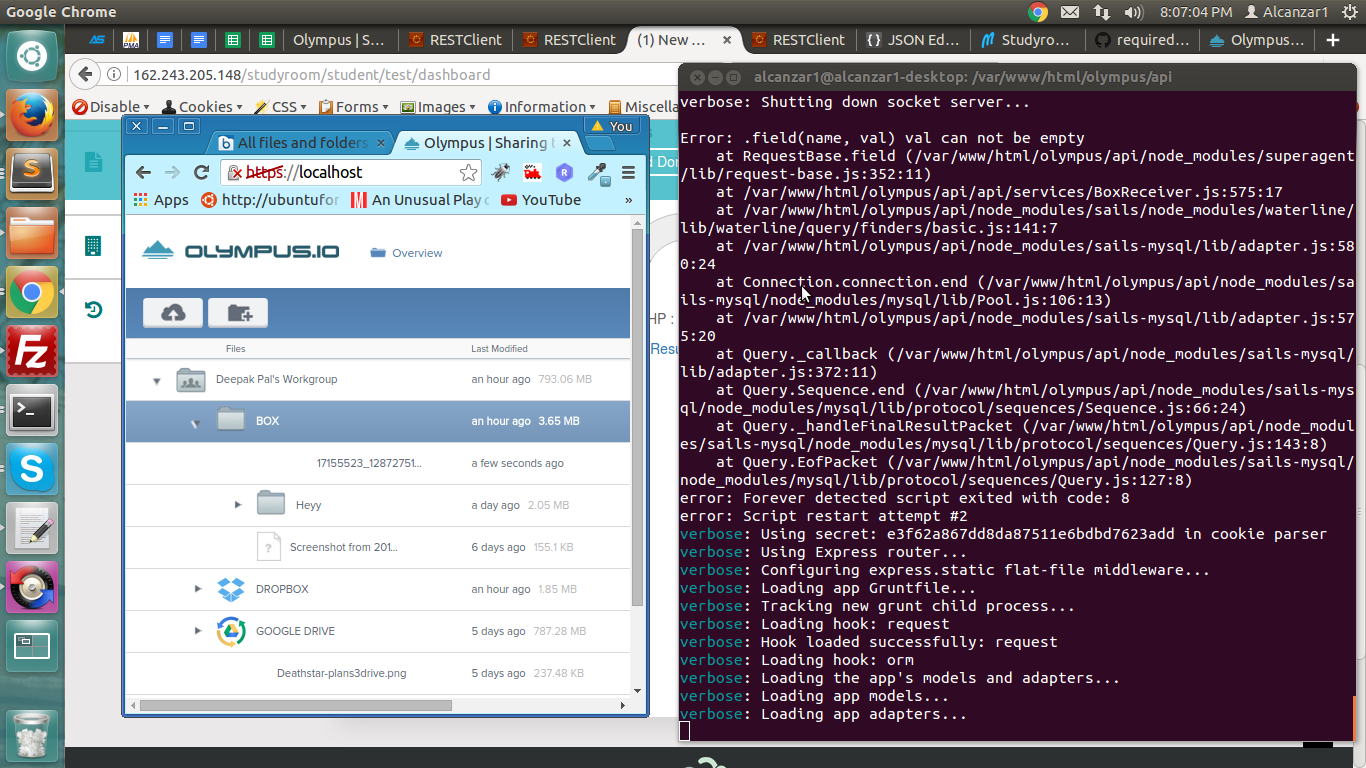 Google Chrome
8:07:04 PM
Alcanzar1
Olympus | S...
RESTClient
RESTClient
(1) New ...
RESTClient
JSON Ed...
Studyro...
required...
Olympus...
162.243.205.148/studyroom/student/test/dashboard
Disable
Cookies
CSS
Forms
Images
Information
Miscella
All files and folders
Olympus | Sharing
You
https://localhost
Apps
http://ubuntufor
An Unusual Play
YouTube
»
OLYMPUS.IO
Overview
Files
Last Modified
Deepak Pal's Workgroup
an hour ago
793.06 MB
BOX
an hour ago
3.65 MB
17155523_12872751...
a few seconds ago
Heyy
a day ago
2.05 MB
Screenshot from 201...
6 days ago
155.1 KB
DROPBOX
an hour ago
1.85 MB
GOOGLE DRIVE
5 days ago
787.28 MB
Deathstar-plans3drive.png
5 days ago
237.48 KB
HP :
Resu
alcanzar1@alcanzar1-desktop: /var/www/html/olympus/api
verbose: Shutting down socket server...
Error: .field(name, val) val can not be empty
at RequestBase.field (/var/www/html/olympus/api/node_modules/superagent
/lib/request-base.js:352:11)
at /var/www/html/olympus/api/api/services/BoxReceiver.js:575:17
at /var/www/html/olympus/api/node_modules/sails/node_modules/waterline/
lib/waterline/query/finders/basic.js:141:7
at /var/www/html/olympus/api/node_modules/sails-mysql/lib/adapter.js:58
0:24
at Connection.connection.end (/var/www/html/olympus/api/node_modules/sa
ils-mysql/node_modules/mysql/lib/Pool.js:106:13)
at /var/www/html/olympus/api/node_modules/sails-mysql/lib/adapter.js:57
5:20
at Query._callback (/var/www/html/olympus/api/node_modules/sails-mysql/
lib/adapter.js:372:11)
at Query.Sequence.end (/var/www/html/olympus/api/node_modules/sails-mys
ql/node_modules/mysql/lib/protocol/sequences/Sequence.js:66:24)
at Query._handleFinalResultPacket (/var/www/html/olympus/api/node_modul
es/sails-mysql/node_modules/mysql/lib/protocol/sequences/Query.js:143:8)
at Query.EofPacket (/var/www/html/olympus/api/node_modules/sails-mysql/
node_modules/mysql/lib/protocol/sequences/Query.js:127:8)
error: Forever detected script exited with code: 8
error: Script restart attempt #2
verbose: Using secret: e3f62a867dd8da87511e6bdbd7623add in cookie parser
verbose: Using Express router...
verbose: Configuring express.static flat-file middleware...
verbose: Loading app Gruntfile...
verbose: Tracking new grunt child process...
verbose: Loading hook: request
verbose: Hook loaded successfully: request
verbose: Loading hook: orm
verbose: Loading the app's models and adapters...
verbose: Loading app models...
verbose: Loading app adapters...